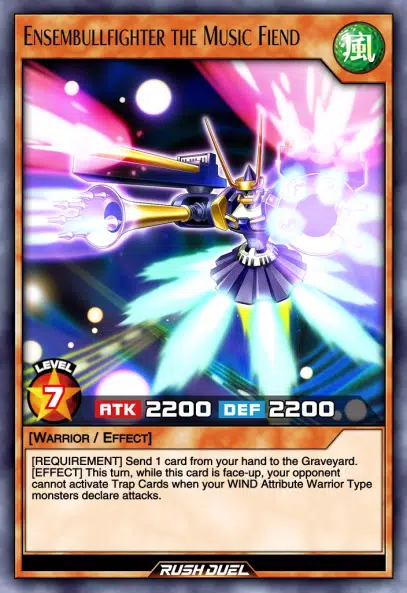 Ensembullfighter the Music Fiend
風
LEVEL
7
ATK 2200 DEF 2200
[Warrior / Effect]
[REQUIREMENT] Send 1 card from your hand to the Graveyard.
[EFFECT] This turn, while this card is face-up, your opponent
cannot activate Trap Cards when your WIND Attribute Warrior Type
monsters declare attacks.
RUSH DUEL